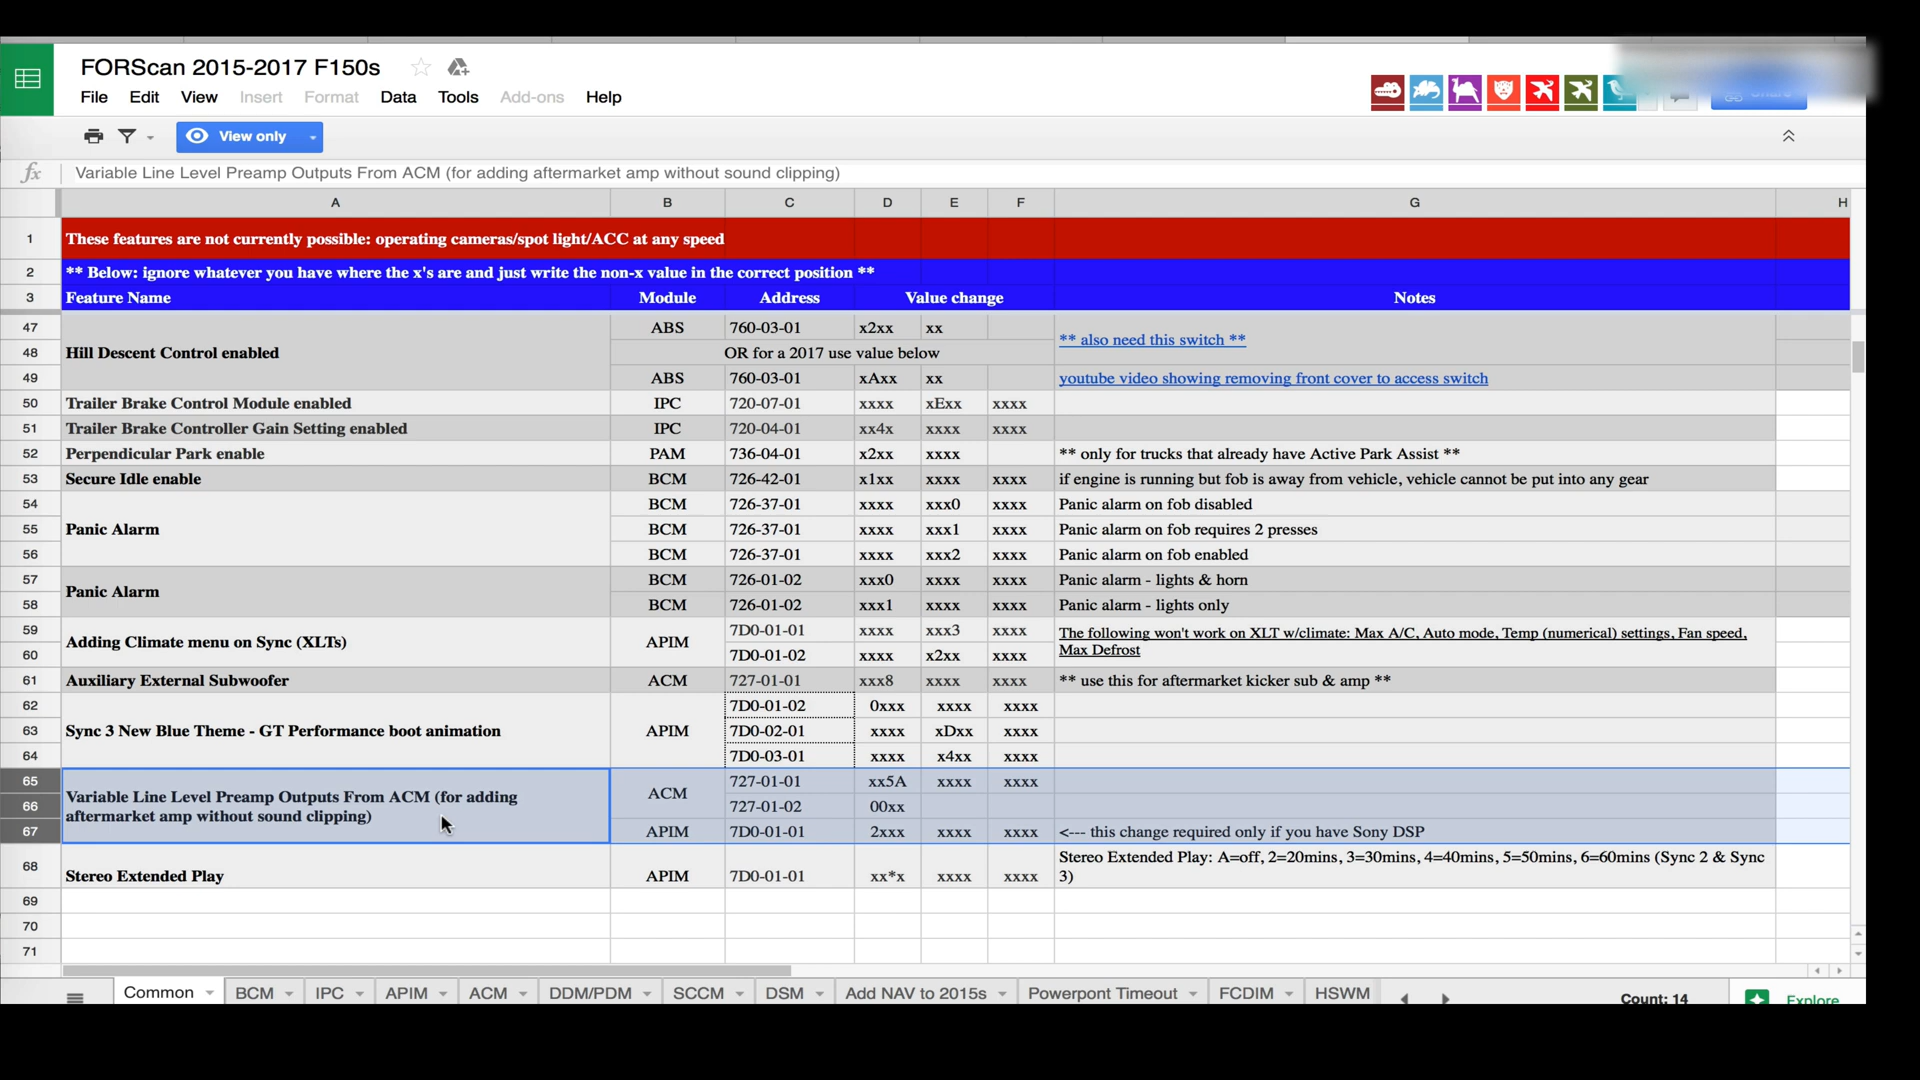 FORScan 2015-2017 F150s
File Edit View Insert Format Data Tools Add-ons Help
View only
fx Variable Line Level Preamp Outputs From ACM (for adding aftermarket amp without sound clipping)
A B C D E F G H
1 These features are not currently possible: operating cameras/spot light/ACC at any speed
2 ** Below: ignore whatever you have where the x's are and just write the non-x value in the correct position **
3 Feature Name Module Address Value change Notes
47 ABS 760-03-01 x2xx xx ** also need this switch **
48 Hill Descent Control enabled OR for a 2017 use value below
49 ABS 760-03-01 xAxx xx youtube video showing removing front cover to access switch
50 Trailer Brake Control Module enabled IPC 720-07-01 xxxx xExx xxxx
51 Trailer Brake Controller Gain Setting enabled IPC 720-04-01 xx4x xxxx xxxx
52 Perpendicular Park enable PAM 736-04-01 x2xx xxxx ** only for trucks that already have Active Park Assist **
53 Secure Idle enable BCM 726-42-01 x1xx xxxx xxxx if engine is running but fob is away from vehicle, vehicle cannot be put into any gear
54 BCM 726-37-01 xxxx xxx0 xxxx Panic alarm on fob disabled
55 Panic Alarm BCM 726-37-01 xxxx xxx1 xxxx Panic alarm on fob requires 2 presses
56 BCM 726-37-01 xxxx xxx2 xxxx Panic alarm on fob enabled
57 BCM 726-01-02 xxx0 xxxx xxxx Panic alarm - lights & horn
Panic Alarm
58 BCM 726-01-02 xxx1 xxxx xxxx Panic alarm - lights only
59 7D0-01-01 xxxx xxx3 xxxx The following won't work on XLT w/climate: Max A/C, Auto mode, Temp (numerical) settings, Fan speed,
Adding Climate menu on Sync (XLTs) APIM
60 7D0-01-02 xxxx x2xx xxxx Max Defrost
61 Auxiliary External Subwoofer ACM 727-01-01 xxx8 xxxx xxxx ** use this for aftermarket kicker sub & amp **
62 7D0-01-02 0xxx xxxx xxxx
63 Sync 3 New Blue Theme - GT Performance boot animation APIM 7D0-02-01 xxxx xDxx xxxx
64 7D0-03-01 xxxx x4xx xxxx
65 727-01-01 xx5A xxxx xxxx
Variable Line Level Preamp Outputs From ACM (for adding ACM
66 727-01-02 00xx
aftermarket amp without sound clipping)
67 APIM 7D0-01-01 2xxx xxxx xxxx <--- this change required only if you have Sony DSP
68 Stereo Extended Play: A=off, 2=20mins, 3=30mins, 4=40mins, 5=50mins, 6=60mins (Sync 2 & Sync
Stereo Extended Play APIM 7D0-01-01 xx*x xxxx xxxx 3)
69
70
71
Common BCM IPC APIM ACM DDM/PDM SCCM DSM Add NAV to 2015s Powerpont Timeout FCDIM HSWM Count: 14 Explore